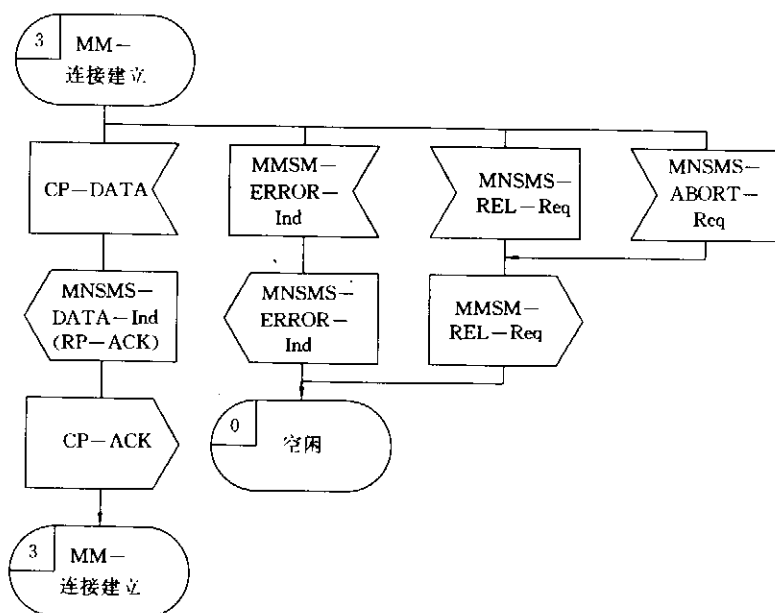 3
MM-
连接建立
CP-DATA
MMSM-
ERROR-
Ind
MNSMS-
REL-Req
MNSMS-
ABORT-
Req
MNSMS-
DATA-Ind
(RP-ACK)
MNSMS-
ERROR-
Ind
MMSM-
REL-Req
CP-ACK
0
空闲
3
MM-
连接建立